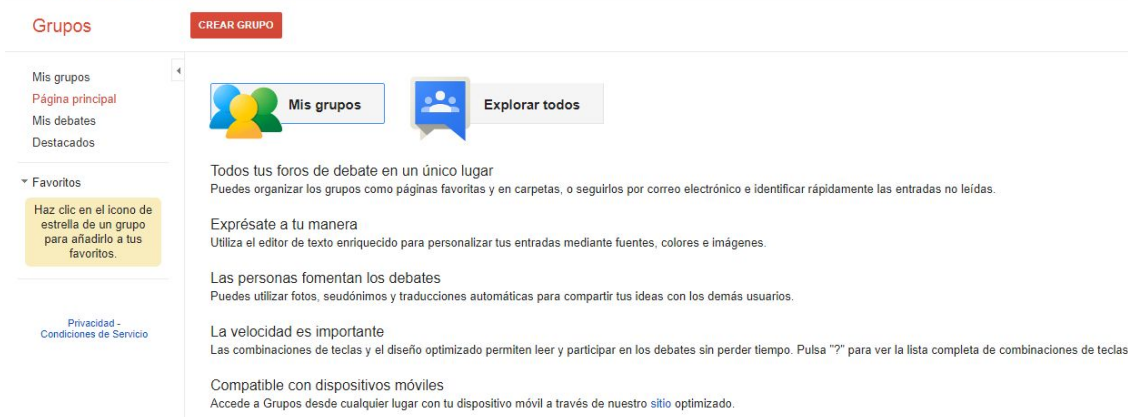 Grupos
CREAR GRUPO
Mis grupos
Página principal
Mis debates
Destacados
Favoritos
Haz clic en el icono de
estrella de un grupo
para añadirlo a tus
favoritos.
Privacidad -
Condiciones de Servicio
Mis grupos
Explorar todos
Todos tus foros de debate en un único lugar
Puedes organizar los grupos como páginas favoritas y en carpetas, o seguirlos por correo electrónico e identificar rápidamente las entradas no leídas.
Exprésate a tu manera
Utiliza el editor de texto enriquecido para personalizar tus entradas mediante fuentes, colores e imágenes.
Las personas fomentan los debates
Puedes utilizar fotos, seudónimos y traducciones automáticas para compartir tus ideas con los demás usuarios.
La velocidad es importante
Las combinaciones de teclas y el diseño optimizado permiten leer y participar en los debates sin perder tiempo. Pulsa "?" para ver la lista completa de combinaciones de teclas
Compatible con dispositivos móviles
Accede a Grupos desde cualquier lugar con tu dispositivo móvil a través de nuestro sitio optimizado.